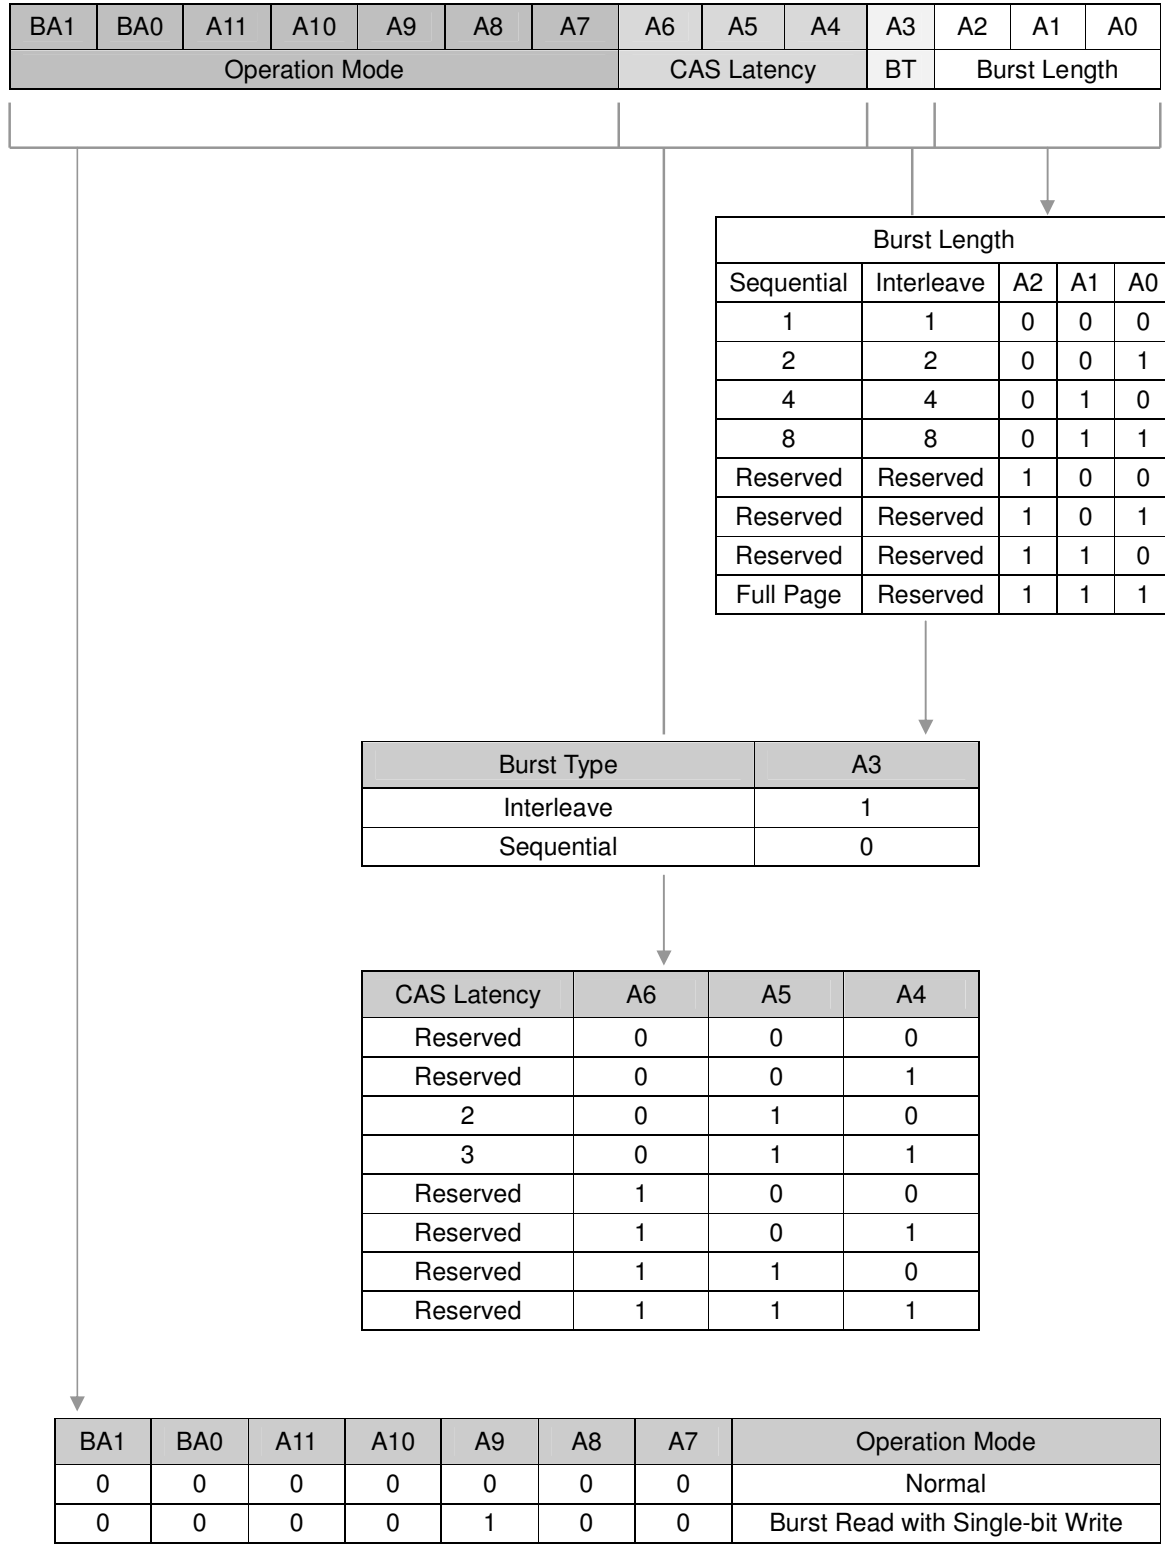 BA1 BA0 A11 A10 A9 A8 A7 A6 A5 A4 A3 A2 A1 A0
Operation Mode CAS Latency BT Burst Length
Burst Length
Sequential Interleave A2 A1 A0
1 1 0 0 0
2 2 0 0 1
4 4 0 1 0
8 8 0 1 1
Reserved Reserved 1 0 0
Reserved Reserved 1 0 1
Reserved Reserved 1 1 0
Full Page Reserved 1 1 1
Burst Type A3
Interleave 1
Sequential 0
CAS Latency A6 A5 A4
Reserved 0 0 0
Reserved 0 0 1
2 0 1 0
3 0 1 1
Reserved 1 0 0
Reserved 1 0 1
Reserved 1 1 0
Reserved 1 1 1
BA1 BA0 A11 A10 A9 A8 A7 Operation Mode
0 0 0 0 0 0 0 Normal
0 0 0 0 1 0 0 Burst Read with Single-bit Write